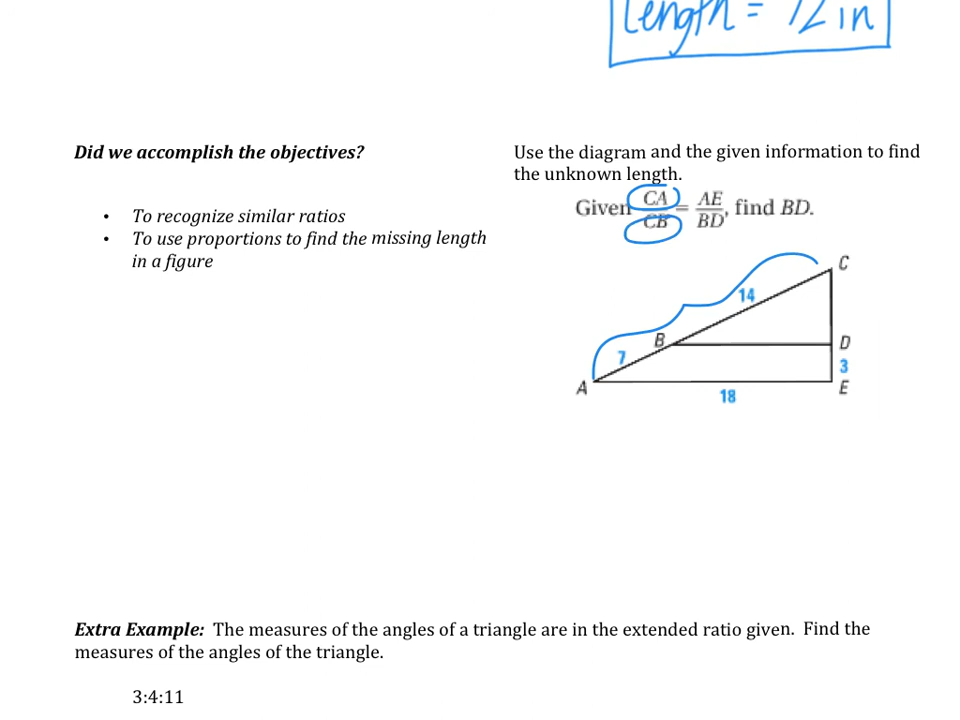 Length = 72 in
Did we accomplish the objectives?
• To recognize similar ratios
• To use proportions to find the missing length
in a figure
Use the diagram and the given information to find
the unknown length.
Given CA/CB = AE/BD, find BD.
C
14
B
D
7
3
A
E
18
Extra Example: The measures of the angles of a triangle are in the extended ratio given. Find the
measures of the angles of the triangle.
3:4:11